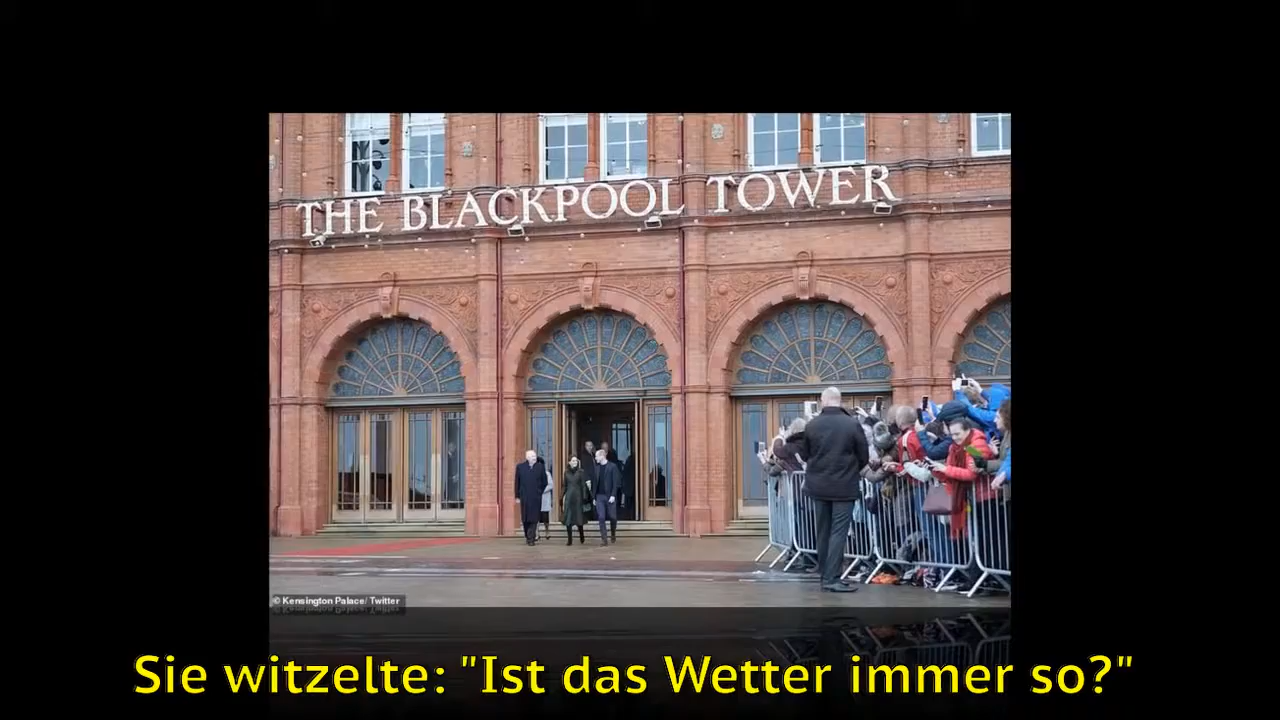 THE BLACKPOOL TOWER
© Kensington Palace/ Twitter
Sie witzelte: "Ist das Wetter immer so?"